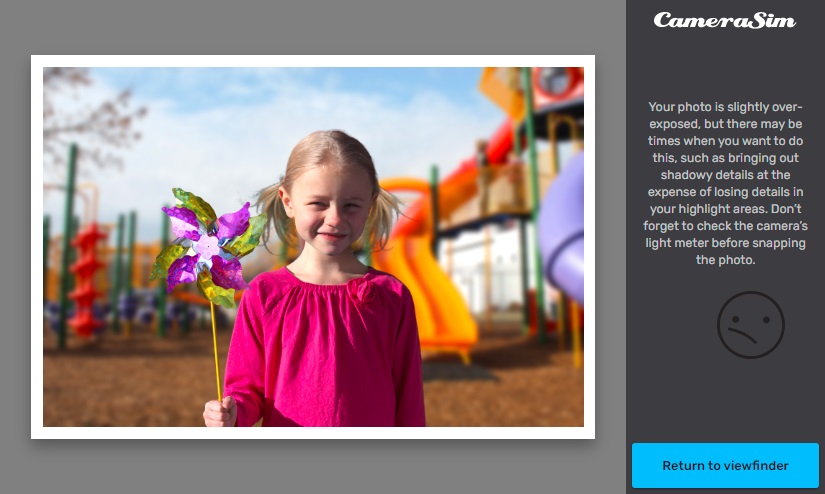 CameraSim
Your photo is slightly over-
exposed, but there may be
times when you want to do
this, such as bringing out
shadowy details at the
expense of losing details in
your highlight areas. Don't
forget to check the camera's
light meter before snapping
the photo.
Return to viewfinder